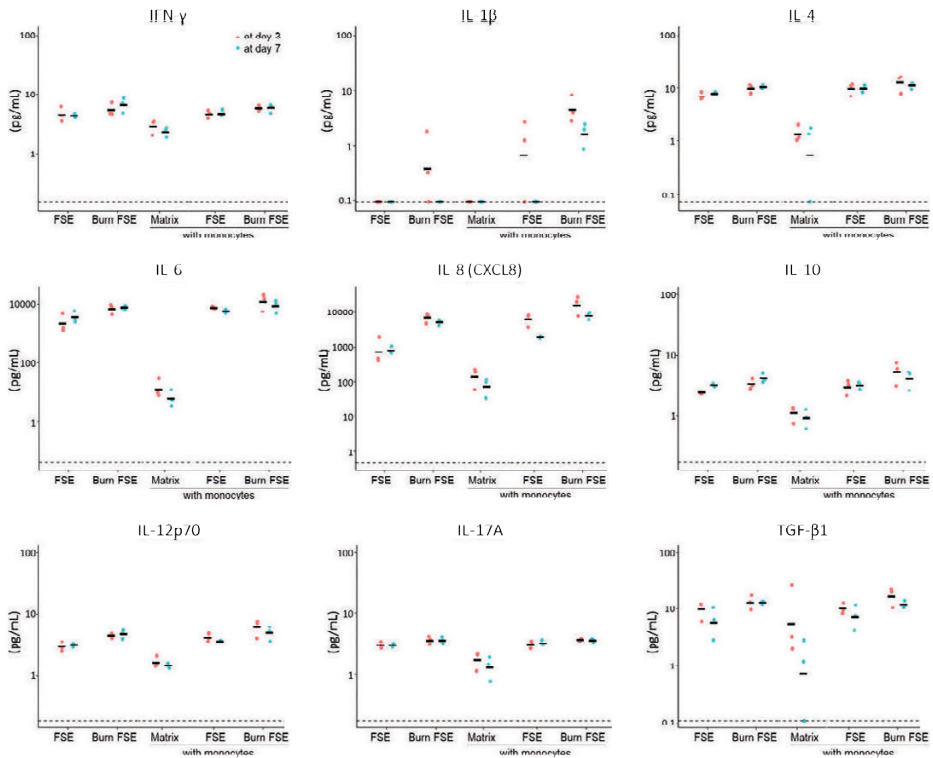 IFN-γ
IL-1β
IL-4
100
10
1
(pg/mL)
at day 3
at day 7
FSE Burn FSE Matrix FSE Burn FSE
with monocytes
100
10
1
0.1
(pg/mL)
FSE Burn FSE Matrix FSE Burn FSE
with monocytes
100
10
1
0.1
(pg/mL)
FSE Burn FSE Matrix FSE Burn FSE
with monocytes
IL-6
IL-8 (CXCL8)
IL-10
10000
100
1
(pg/mL)
FSE Burn FSE Matrix FSE Burn FSE
with monocytes
10000
1000
100
10
1
(pg/mL)
FSE Burn FSE Matrix FSE Burn FSE
with monocytes
100
10
1
(pg/mL)
FSE Burn FSE Matrix FSE Burn FSE
with monocytes
IL-12p70
IL-17A
TGF-β1
100
10
1
(pg/mL)
FSE Burn FSE Matrix FSE Burn FSE
with monocytes
100
10
1
(pg/mL)
FSE Burn FSE Matrix FSE Burn FSE
with monocytes
100
10
1
0.1
(pg/mL)
FSE Burn FSE Matrix FSE Burn FSE
with monocytes